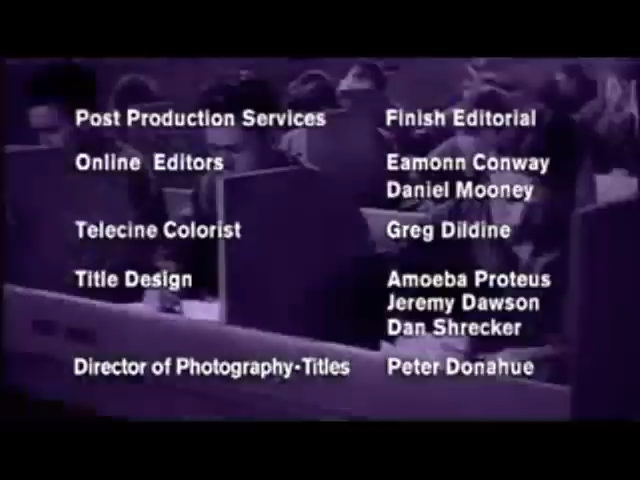 Post Production Services Finish Editorial
Online Editors Eamonn Conway
Daniel Mooney
Telecine Colorist Greg Dildine
Title Design Amoeba Proteus
Jeremy Dawson
Dan Shrecker
Director of Photography-Titles Peter Donahue